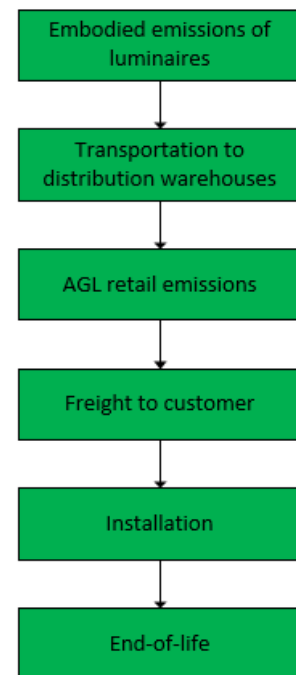 Embodied emissions of
luminaires
Transportation to
distribution warehouses
AGL retail emissions
Freight to customer
Installation
End-of-life